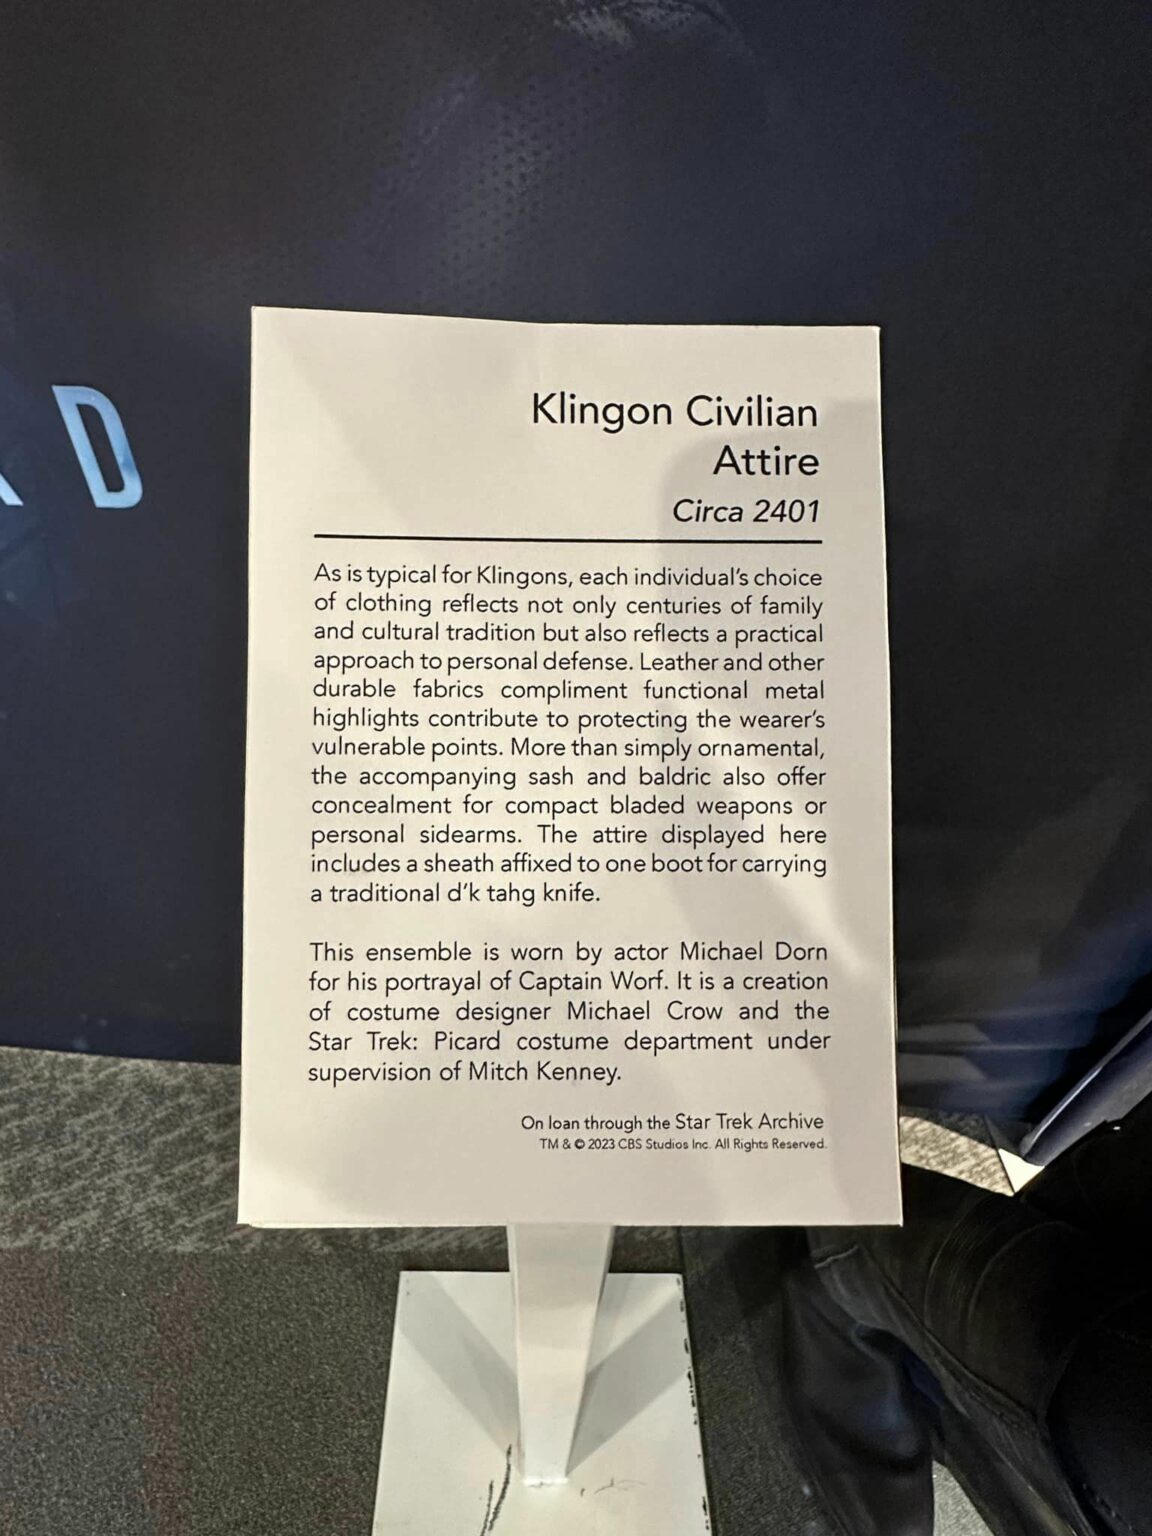 Klingon Civilian
Attire
Circa 2401
As is typical for Klingons, each individual's choice
of clothing reflects not only centuries of family
and cultural tradition but also reflects a practical
approach to personal defense. Leather and other
durable fabrics compliment functional metal
highlights contribute to protecting the wearer's
vulnerable points. More than simply ornamental,
the accompanying sash and baldric also offer
concealment for compact bladed weapons or
personal sidearms. The attire displayed here
includes a sheath affixed to one boot for carrying
a traditional d'k tahg knife.
This ensemble is worn by actor Michael Dorn
for his portrayal of Captain Worf. It is a creation
of costume designer Michael Crow and the
Star Trek: Picard costume department under
supervision of Mitch Kenney.
On loan through the Star Trek Archive
TM & © 2023 CBS Studios Inc. All Rights Reserved.
D